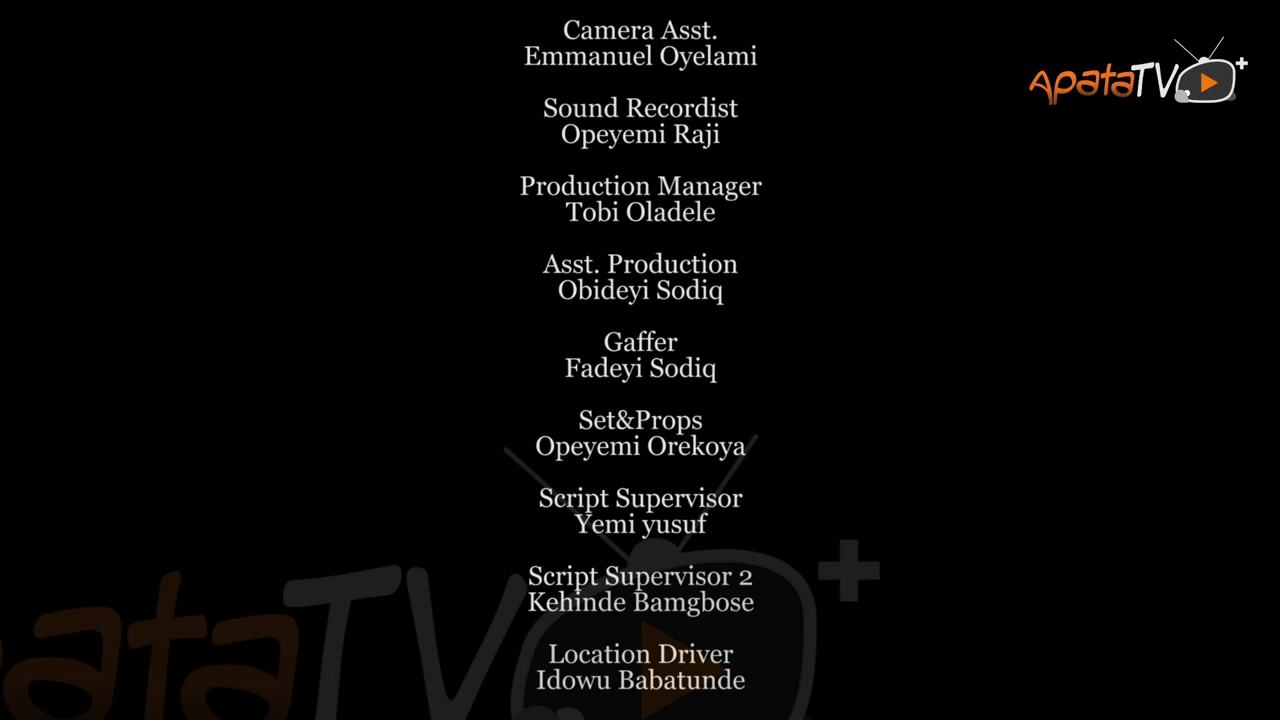 Camera Asst.
Emmanuel Oyelami
Sound Recordist
Opeyemi Raji
Production Manager
Tobi Oladele
Asst. Production
Obideyi Sodiq
Gaffer
Fadeyi Sodiq
Set&Props
Opeyemi Orekoya
Script Supervisor
Yemi yusuf
Script Supervisor 2
Kehinde Bamgbose
Location Driver
Idowu Babatunde
ApataTV+
pataTV+